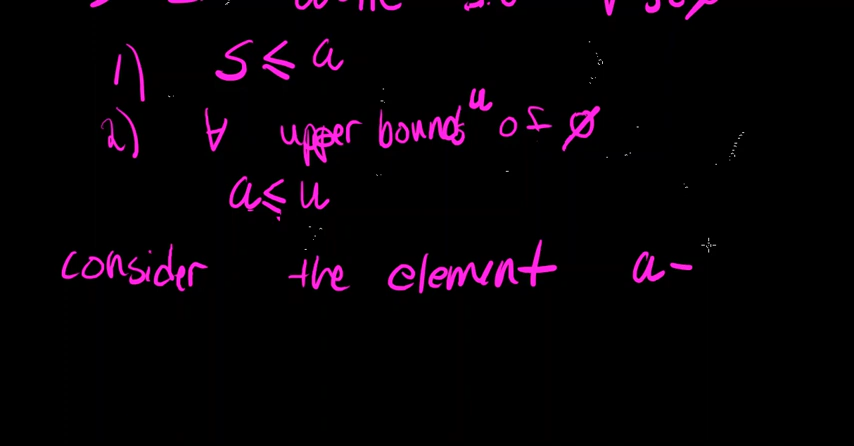 1) S ⩽ a
2) ∀ upper bounds u of ∅
a ⩽ u
consider the element a -